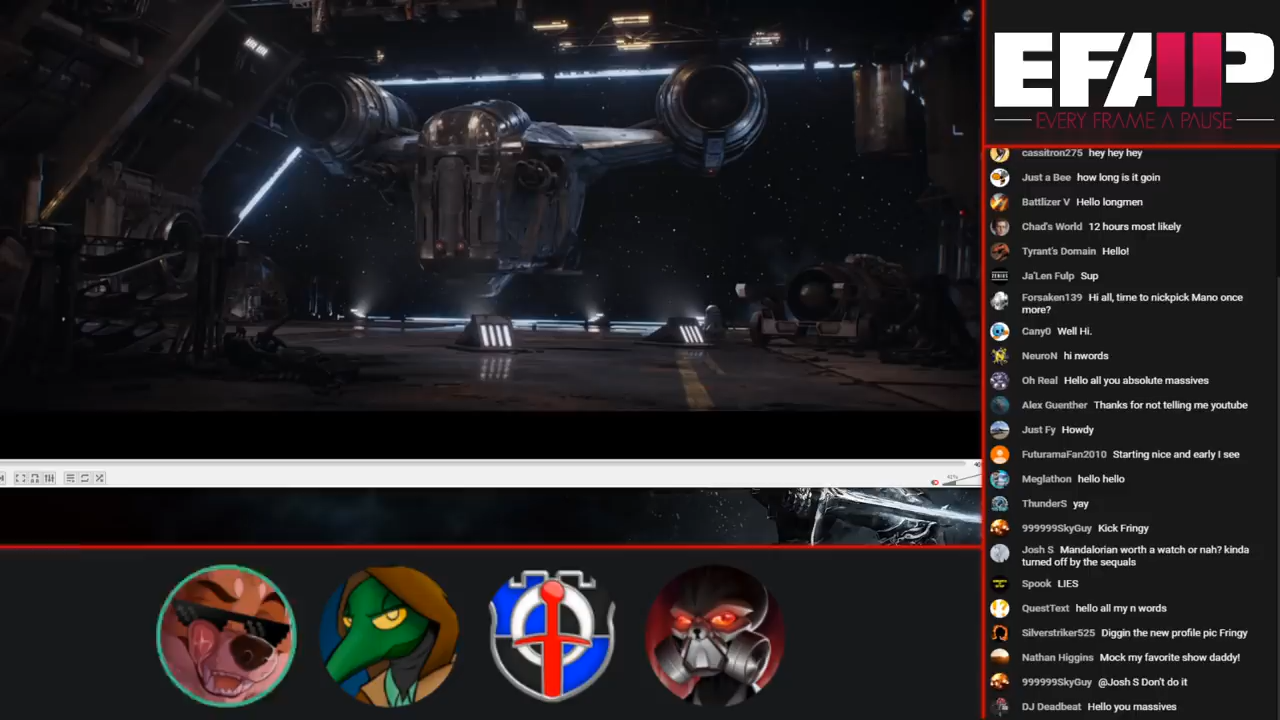 EFAP
EVERY FRAME A PAUSE
cassitron275 hey hey hey
Just a Bee how long is it goin
Battlizer V Hello longmen
Chad's World 12 hours most likely
Tyrant's Domain Hello!
Ja'Len Fulp Sup
Forsaken139 Hi all, time to nickpick Mano once
more?
Cany0 Well Hi.
NeuroN hi nwords
Oh Real Hello all you absolute massives
Alex Guenther Thanks for not telling me youtube
Just Fy Howdy
FuturamaFan2010 Starting nice and early I see
Meglathon hello hello
ThunderS yay
999999SkyGuy Kick Fringy
Josh S Mandalorian worth a watch or nah? kinda
turned off by the sequals
Spook LIES
QuestText hello all my n words
Silverstriker525 Diggin the new profile pic Fringy
Nathan Higgins Mock my favorite show daddy!
999999SkyGuy @Josh S Don't do it
DJ Deadbeat Hello you massives